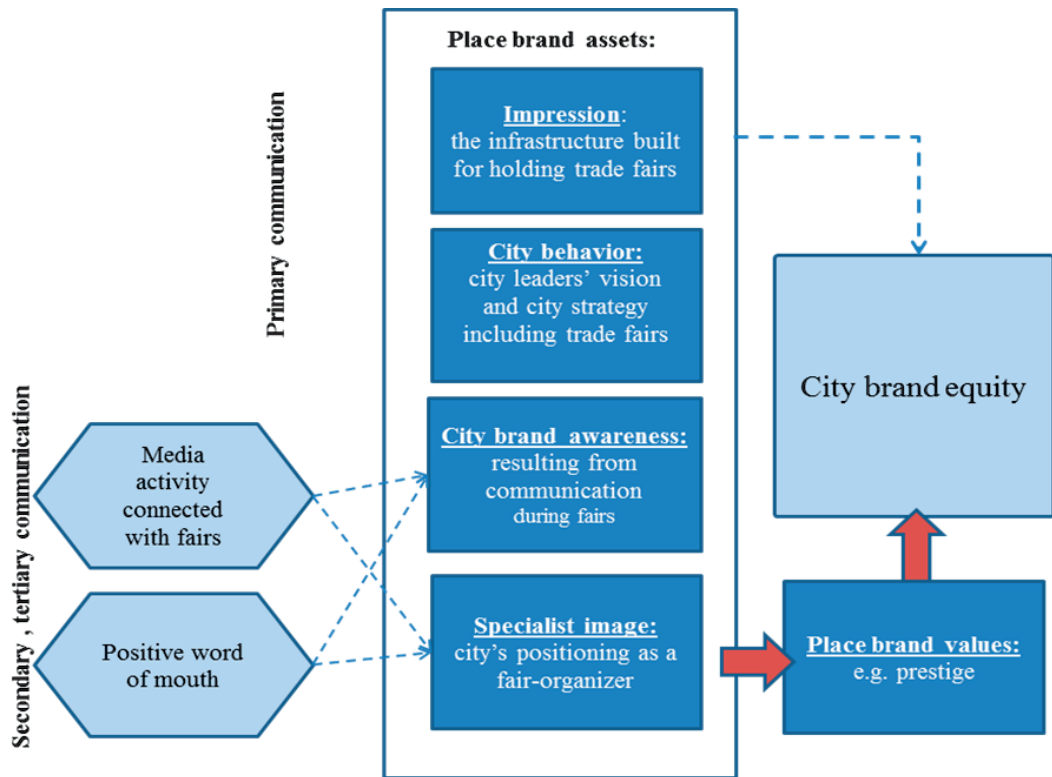 Place brand assets:
Primary communication
Impression:
the infrastructure built
for holding trade fairs
City behavior:
city leaders’ vision
and city strategy
including trade fairs
City brand awareness:
resulting from
communication
during fairs
Specialist image:
city’s positioning as a
fair-organizer
Secondary , tertiary communication
Media
activity
connected
with fairs
Positive word
of mouth
City brand equity
Place brand values:
e.g. prestige